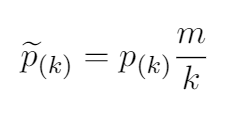 p̃₍ₖ₎ = p₍ₖ₎ m/k